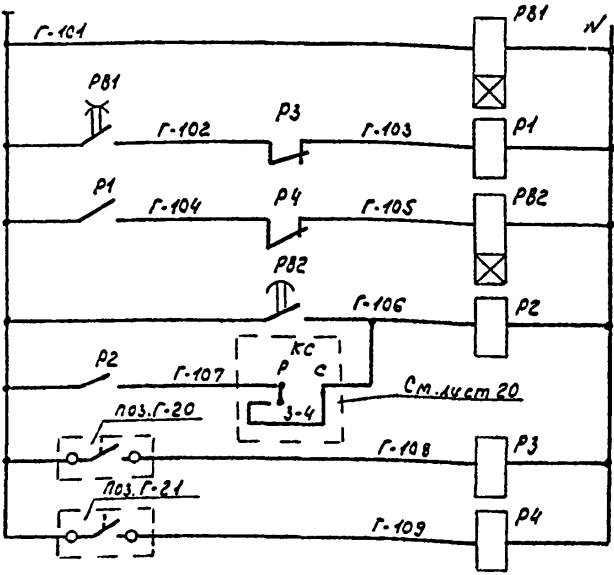 Г-101
РВ1
N
РВ1
Г-102
Р3
Г-103
Р1
Р1
Г-104
Р4
Г-105
РВ2
РВ2
Г-106
Р2
КС
Р2
Г-107
Р
С
См. лист 20
3-4
поз. Г-20
Г-108
Р3
поз. Г-21
Г-109
Р4